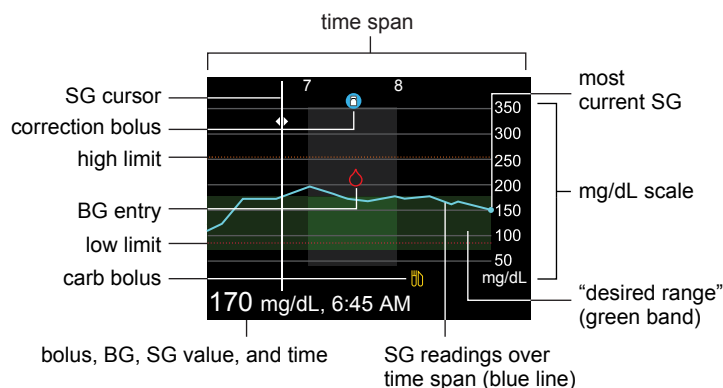 time span
7
8
SG cursor
correction bolus
high limit
BG entry
low limit
carb bolus
350
300
250
200
150
100
50
mg/dL
170 mg/dL, 6:45 AM
most
current SG
mg/dL scale
“desired range”
(green band)
bolus, BG, SG value, and time
SG readings over
time span (blue line)